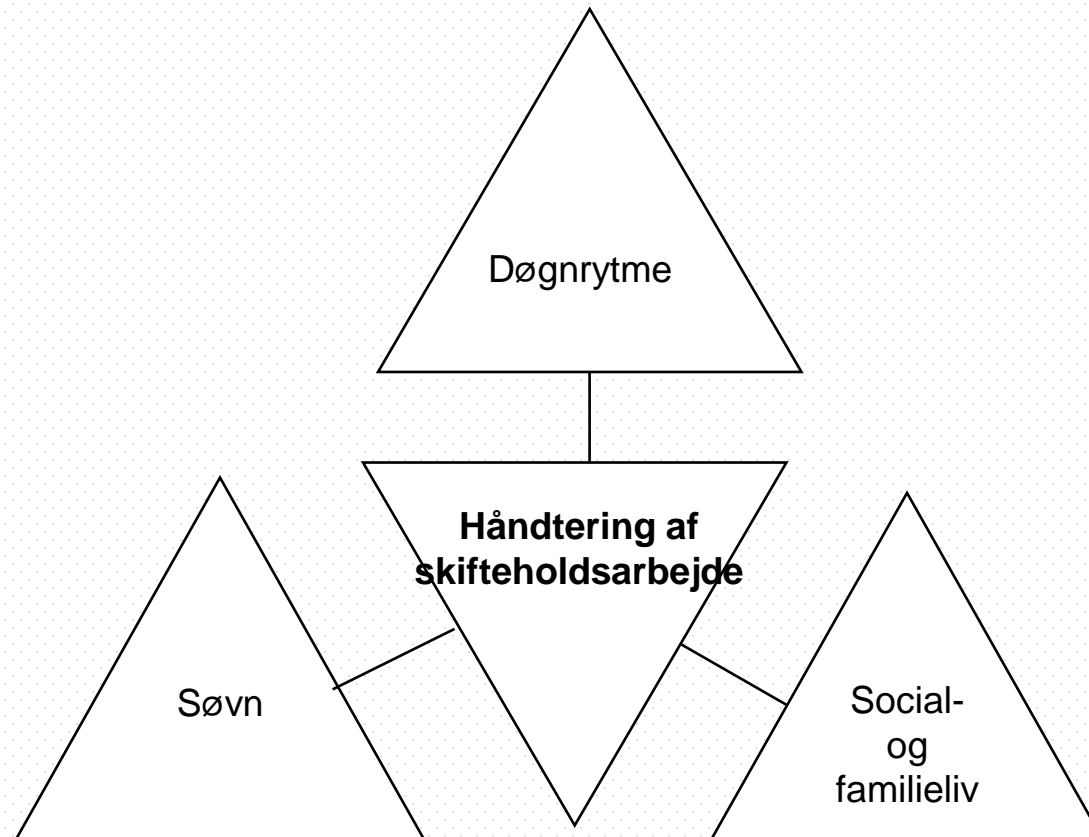 Døgnrytme
Håndtering af
skifteholdsarbejde
Søvn
Social-
og
familieliv